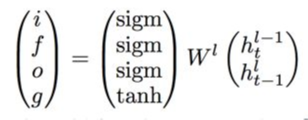 i sigm
f = sigm W^l h_t^{l-1}
o sigm h_{t-1}^l
g tanh